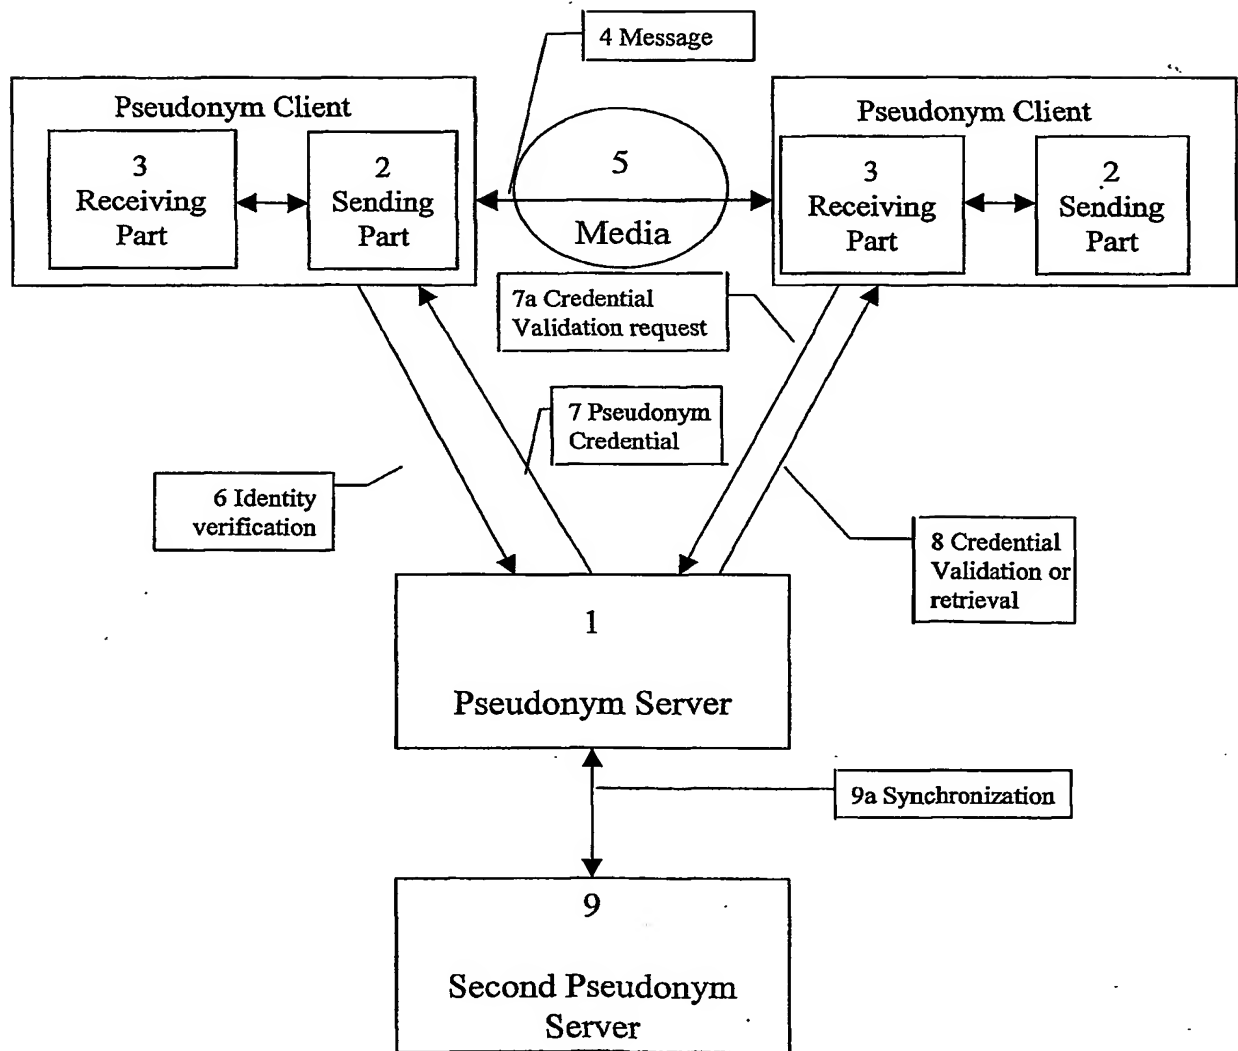 4 Message
Pseudonym Client
3
Receiving
Part
2
Sending
Part
5
Media
Pseudonym Client
3
Receiving
Part
2
Sending
Part
7a Credential
Validation request
7 Pseudonym
Credential
6 Identity
verification
8 Credential
Validation or
retrieval
1
Pseudonym Server
9a Synchronization
9
Second Pseudonym
Server